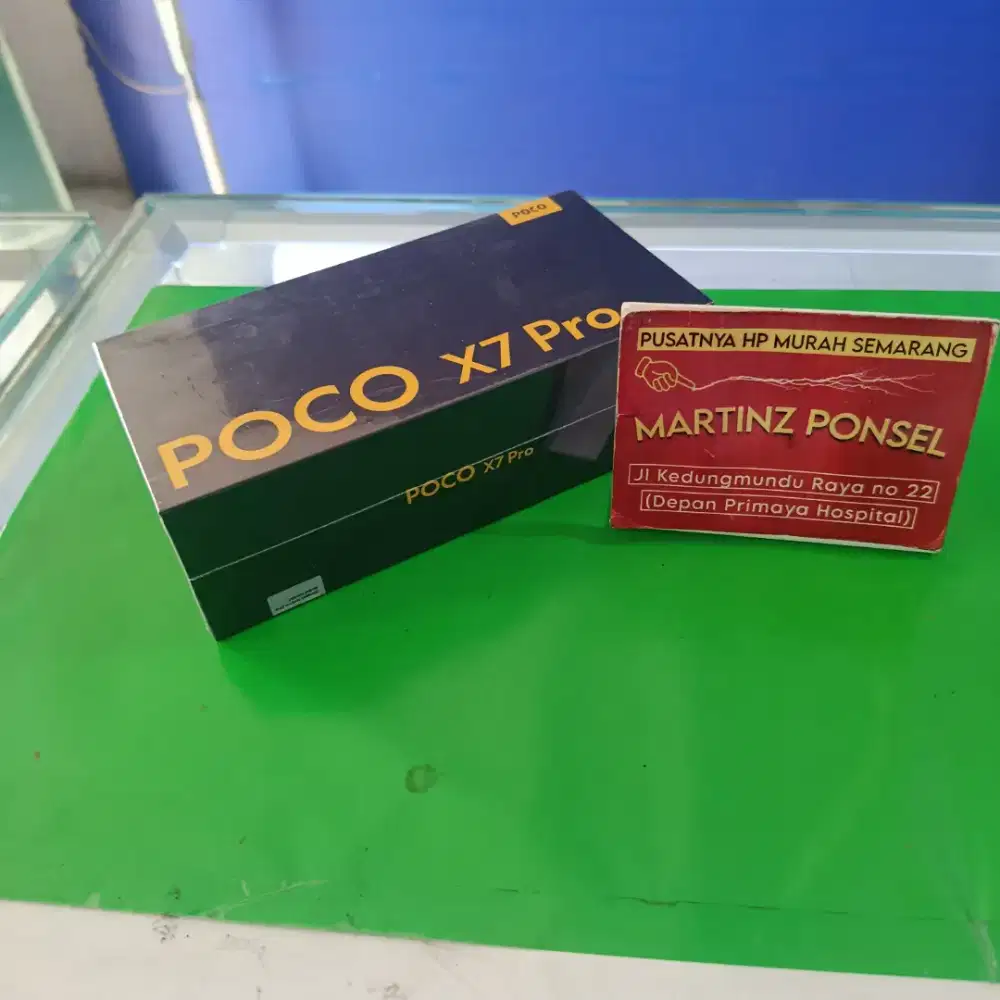 POCO
POCO X7 Pro
POCO X7 Pro
PUSATNYA HP MURAH SEMARANG
MARTINZ PONSEL
Jl Kedungmundu Raya no 22
(Depan Primaya Hospital)